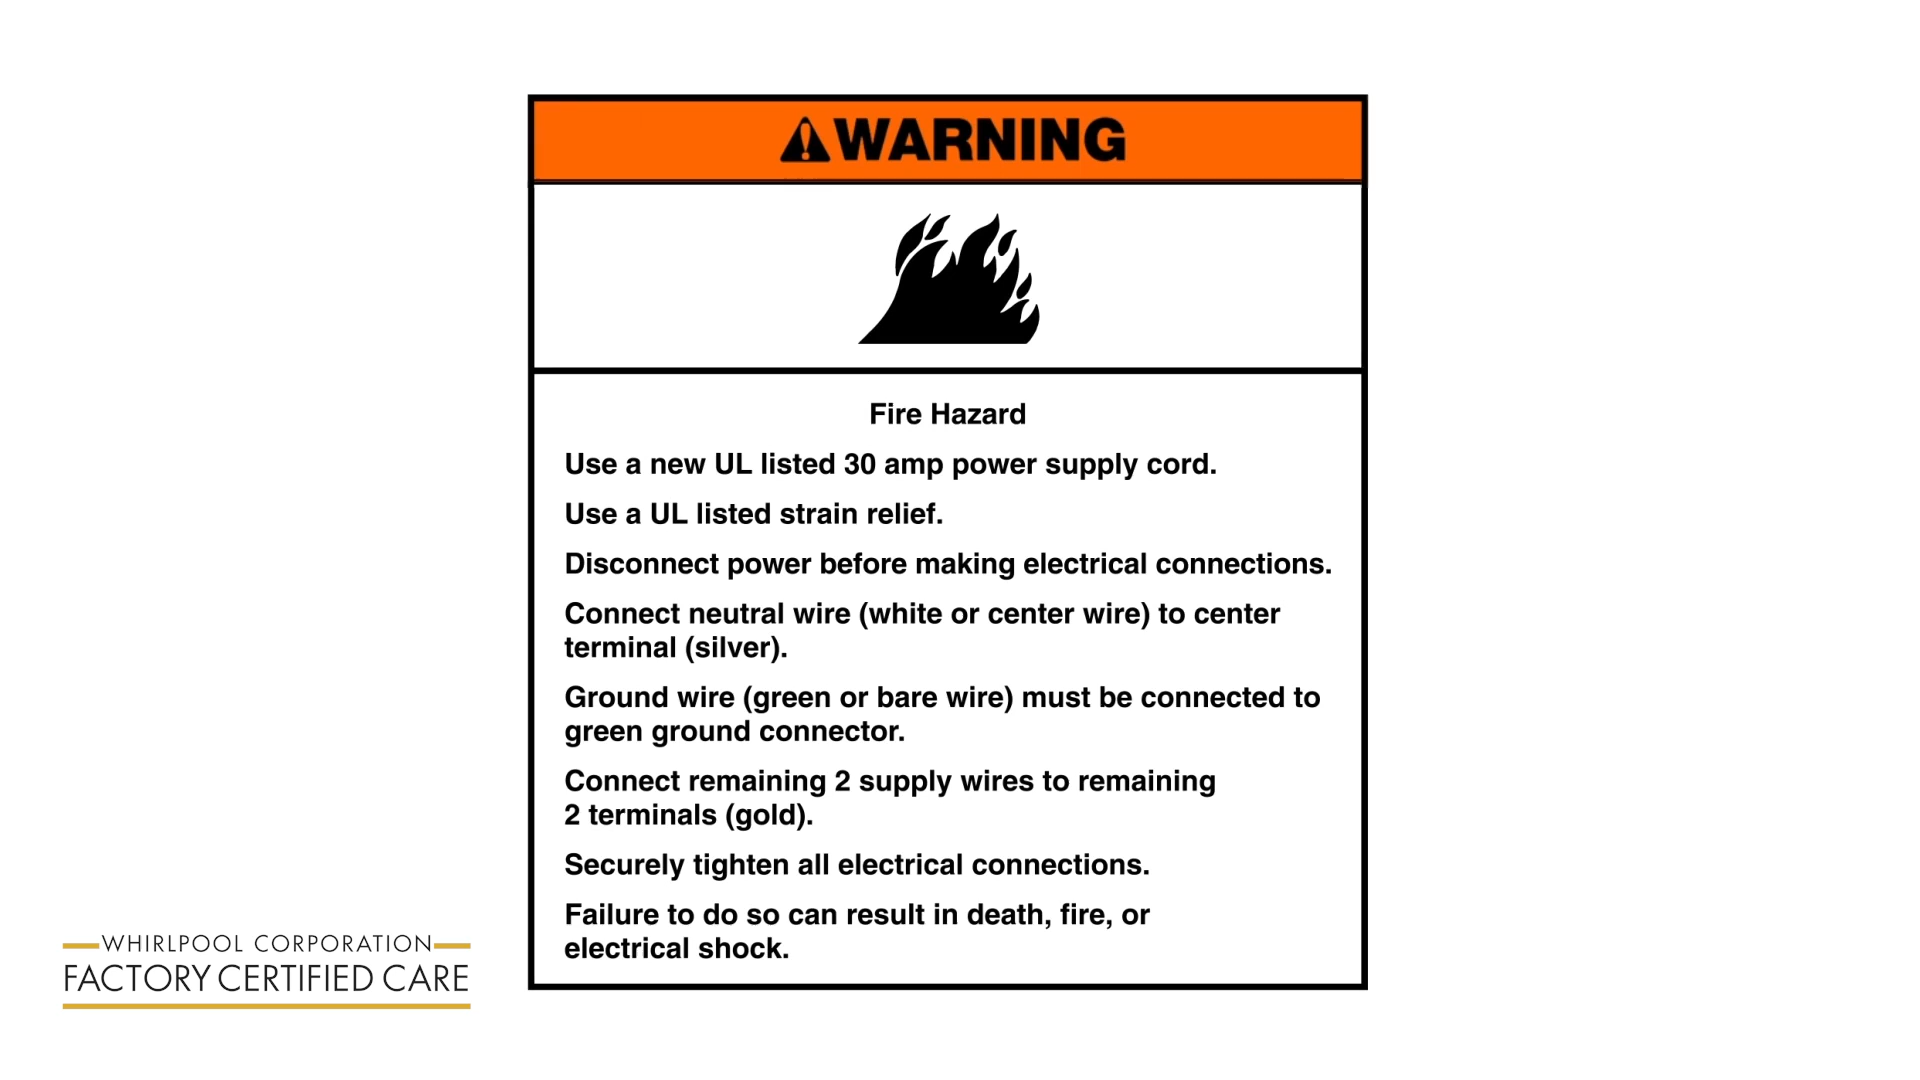 WARNING
Fire Hazard
Use a new UL listed 30 amp power supply cord.
Use a UL listed strain relief.
Disconnect power before making electrical connections.
Connect neutral wire (white or center wire) to center
terminal (silver).
Ground wire (green or bare wire) must be connected to
green ground connector.
Connect remaining 2 supply wires to remaining
2 terminals (gold).
Securely tighten all electrical connections.
Failure to do so can result in death, fire, or
electrical shock.
WHIRLPOOL CORPORATION
FACTORY CERTIFIED CARE